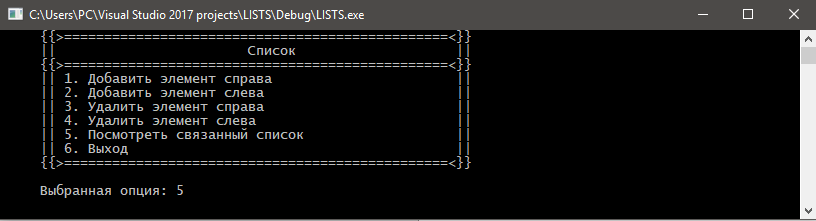 C:\Users\PC\Visual Studio 2017 projects\LISTS\Debug\LISTS.exe
{{>================================================<}}
|| Список ||
{{>================================================<}}
|| 1. Добавить элемент справа ||
|| 2. Добавить элемент слева ||
|| 3. Удалить элемент справа ||
|| 4. Удалить элемент слева ||
|| 5. Посмотреть связанный список ||
|| 6. Выход ||
{{>================================================<}}
Выбранная опция: 5